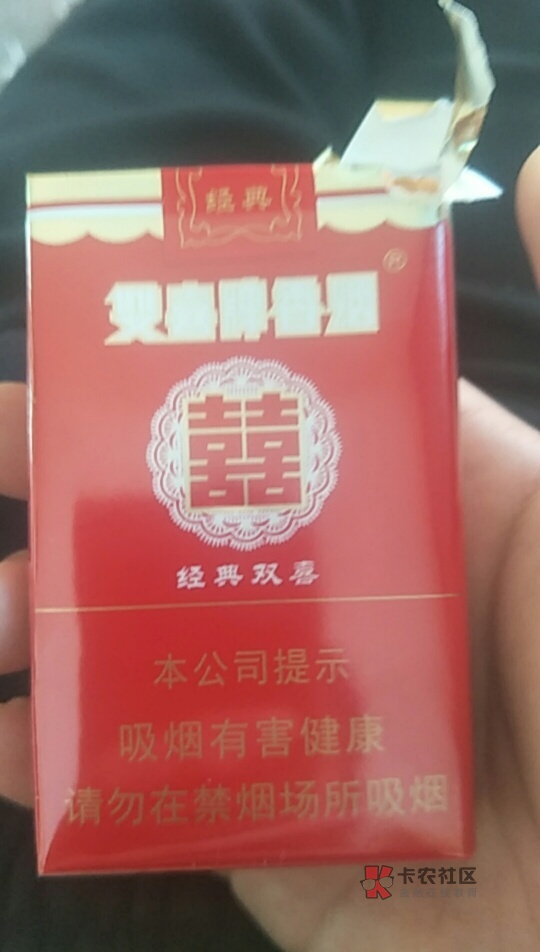 经典
双喜牌香烟
®
囍
经典双喜
本公司提示
吸烟有害健康
请勿在禁烟场所吸烟
卡农社区